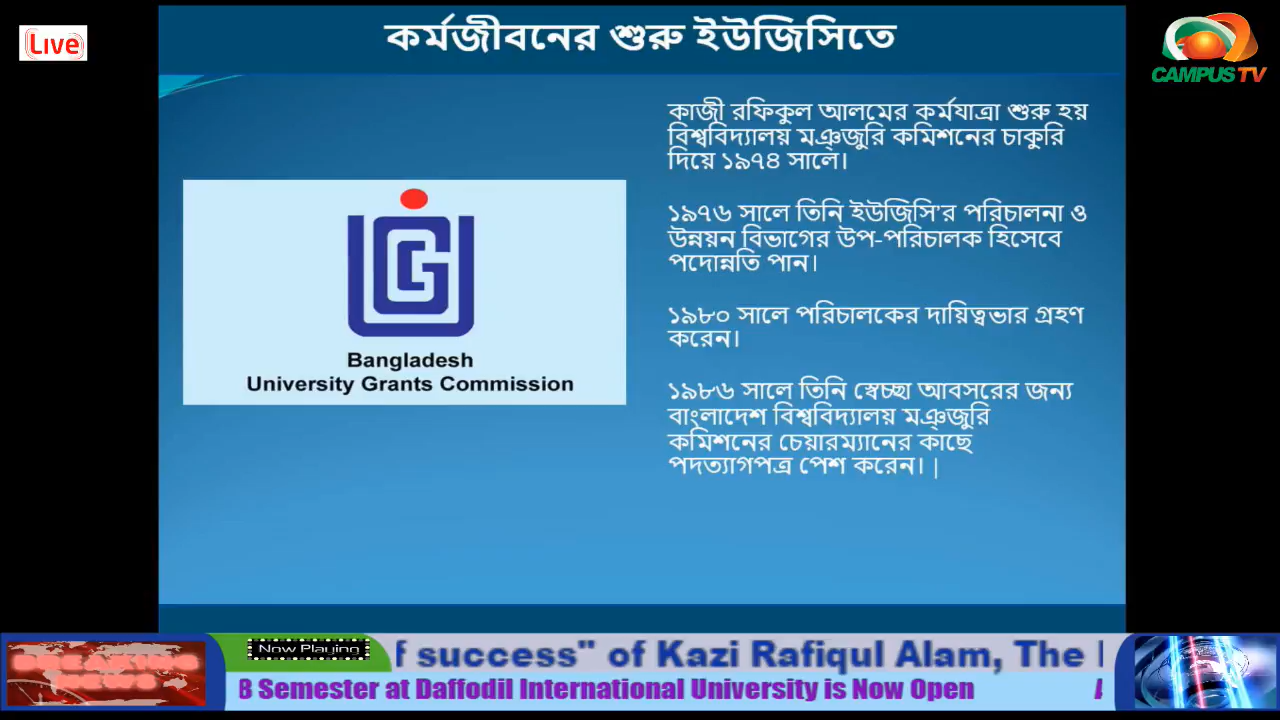 Live
কর্মজীবনের শুরু ইউজিসিতে
CAMPUS TV
কাজী রফিকুল আলমের কর্মযাত্রা শুরু হয়
বিশ্ববিদ্যালয় মঞ্জুরি কমিশনের চাকুরি
দিয়ে ১৯৭৪ সালে।
১৯৭৬ সালে তিনি ইউজিসি'র পরিচালনা ও
উন্নয়ন বিভাগের উপ-পরিচালক হিসেবে
পদোন্নতি পান।
১৯৮০ সালে পরিচালকের দায়িত্বভার গ্রহণ
করেন।
১৯৮৬ সালে তিনি স্বেচ্ছা আবসরের জন্য
বাংলাদেশ বিশ্ববিদ্যালয় মঞ্জুরি
কমিশনের চেয়ারম্যানের কাছে
পদত্যাগপত্র পেশ করেন।|
UGC
Bangladesh
University Grants Commission
BREAKING
NEWS
Now Playing
f success" of Kazi Rafiqul Alam, The
B Semester at Daffodil International University is Now Open